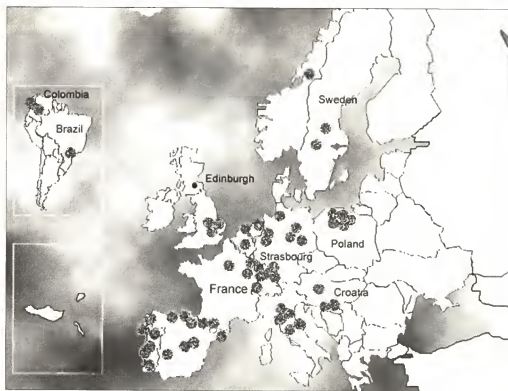 Colombia
Brazil
Sweden
Edinburgh
Poland
Strasbourg
France
Croatia